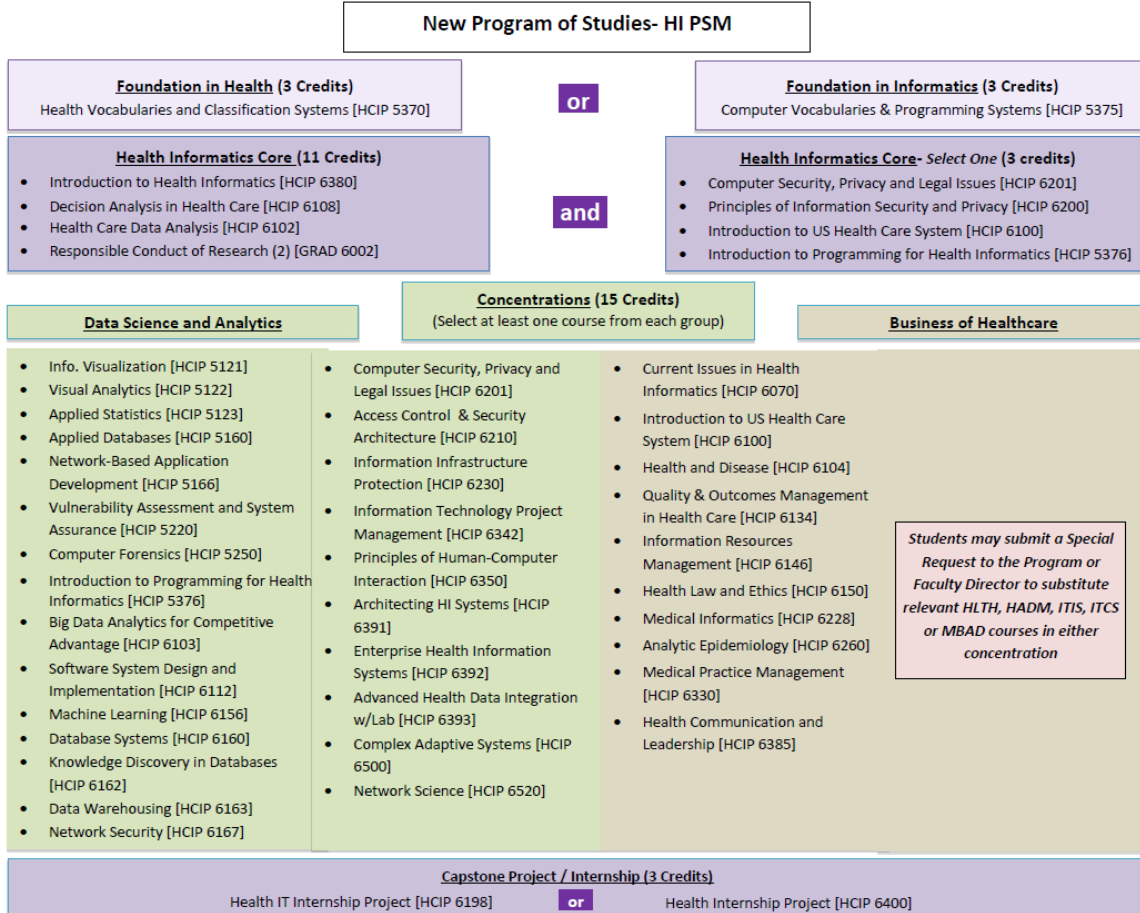 New Program of Studies- HI PSM
Foundation in Health (3 Credits)
Health Vocabularies and Classification Systems [HCIP 5370]
or
Foundation in Informatics (3 Credits)
Computer Vocabularies & Programming Systems [HCIP 5375]
Health Informatics Core (11 Credits)
• Introduction to Health Informatics [HCIP 6380]
• Decision Analysis in Health Care [HCIP 6108]
• Health Care Data Analysis [HCIP 6102]
• Responsible Conduct of Research (2) [GRAD 6002]
and
Health Informatics Core- Select One (3 credits)
• Computer Security, Privacy and Legal Issues [HCIP 6201]
• Principles of Information Security and Privacy [HCIP 6200]
• Introduction to US Health Care System [HCIP 6100]
• Introduction to Programming for Health Informatics [HCIP 5376]
Concentrations (15 Credits)
(Select at least one course from each group)
Data Science and Analytics
Business of Healthcare
• Info. Visualization [HCIP 5121]
• Visual Analytics [HCIP 5122]
• Applied Statistics [HCIP 5123]
• Applied Databases [HCIP 5160]
• Network-Based Application
Development [HCIP 5166]
• Vulnerability Assessment and System
Assurance [HCIP 5220]
• Computer Forensics [HCIP 5250]
• Introduction to Programming for Health
Informatics [HCIP 5376]
• Big Data Analytics for Competitive
Advantage [HCIP 6103]
• Software System Design and
Implementation [HCIP 6112]
• Machine Learning [HCIP 6156]
• Database Systems [HCIP 6160]
• Knowledge Discovery in Databases
[HCIP 6162]
• Data Warehousing [HCIP 6163]
• Network Security [HCIP 6167]
• Computer Security, Privacy and
Legal Issues [HCIP 6201]
• Access Control & Security
Architecture [HCIP 6210]
• Information Infrastructure
Protection [HCIP 6230]
• Information Technology Project
Management [HCIP 6342]
• Principles of Human-Computer
Interaction [HCIP 6350]
• Architecting HI Systems [HCIP
6391]
• Enterprise Health Information
Systems [HCIP 6392]
• Advanced Health Data Integration
w/Lab [HCIP 6393]
• Complex Adaptive Systems [HCIP
6500]
• Network Science [HCIP 6520]
• Current Issues in Health
Informatics [HCIP 6070]
• Introduction to US Health Care
System [HCIP 6100]
• Health and Disease [HCIP 6104]
• Quality & Outcomes Management
in Health Care [HCIP 6134]
• Information Resources
Management [HCIP 6146]
• Health Law and Ethics [HCIP 6150]
• Medical Informatics [HCIP 6228]
• Analytic Epidemiology [HCIP 6260]
• Medical Practice Management
[HCIP 6330]
• Health Communication and
Leadership [HCIP 6385]
Students may submit a Special
Request to the Program or
Faculty Director to substitute
relevant HLTH, HADM, ITIS, ITCS
or MBAD courses in either
concentration
Capstone Project / Internship (3 Credits)
Health IT Internship Project [HCIP 6198]
or
Health Internship Project [HCIP 6400]